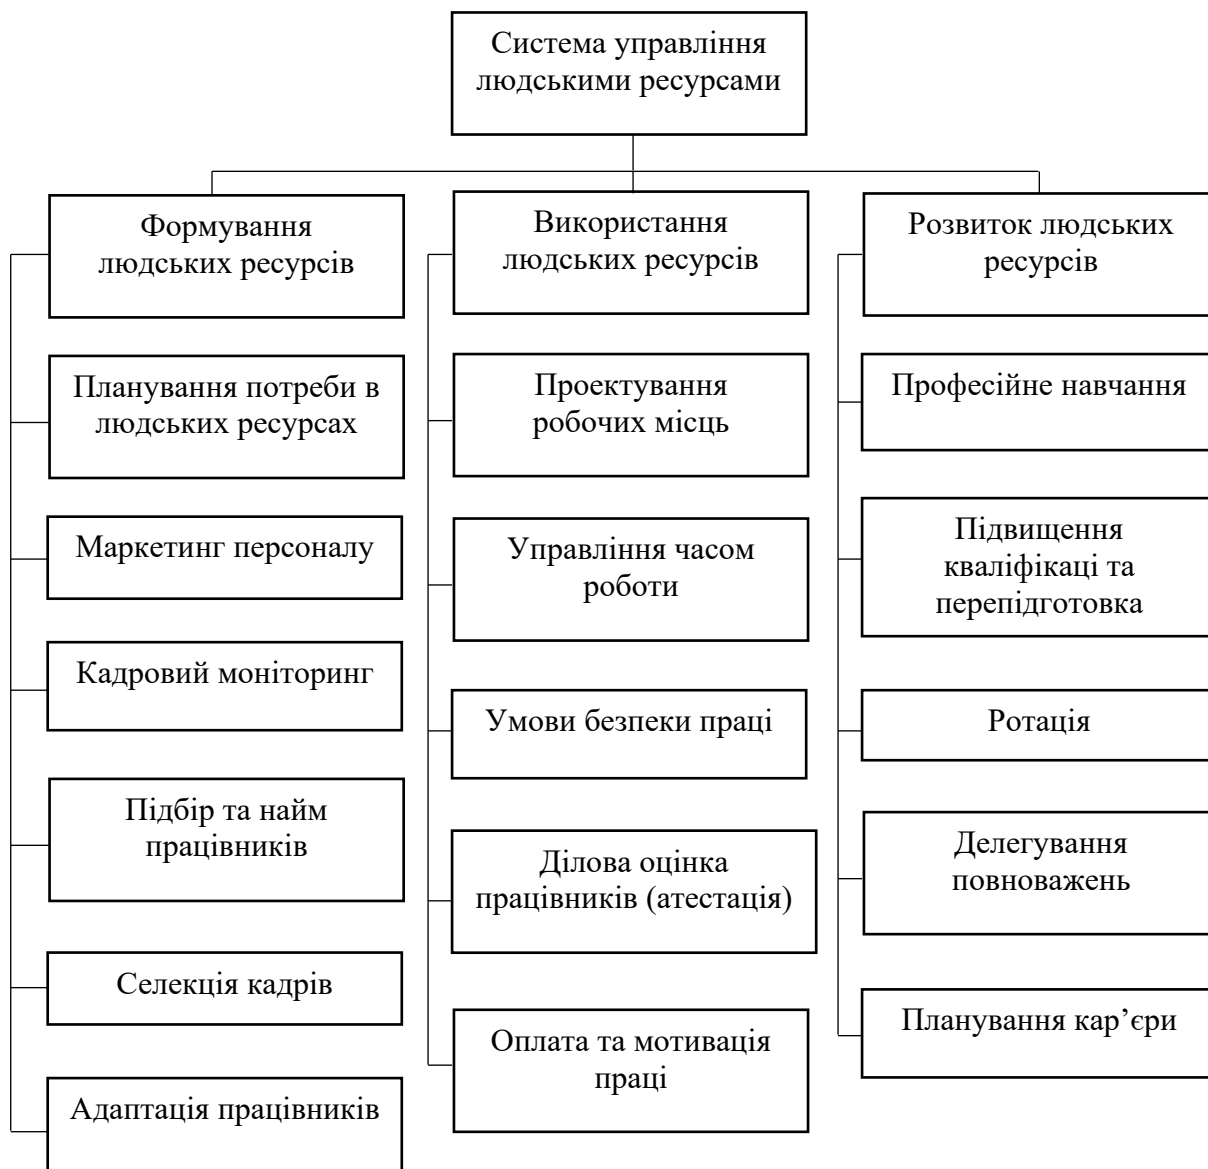 Система управління
людськими ресурсами
Формування
людських ресурсів
Планування потреби в
людських ресурсах
Маркетинг персоналу
Кадровий моніторинг
Підбір та найм
працівників
Селекція кадрів
Адаптація працівників
Використання
людських ресурсів
Проектування
робочих місць
Управління часом
роботи
Умови безпеки праці
Ділова оцінка
працівників (атестація)
Оплата та мотивація
праці
Розвиток людських
ресурсів
Професійне навчання
Підвищення
кваліфікаці та
перепідготовка
Ротація
Делегування
повноважень
Планування кар’єри